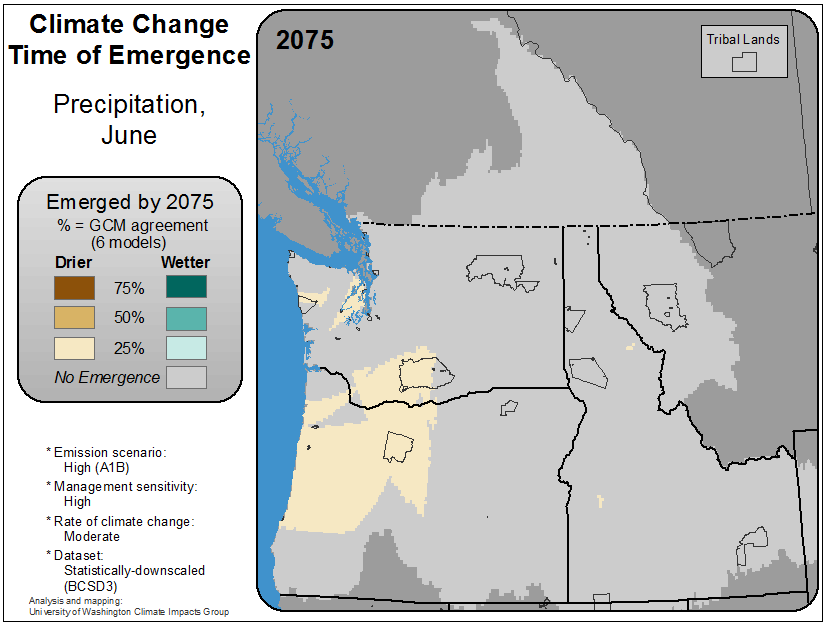 Climate Change
Time of Emergence
Precipitation,
June
Emerged by 2075
% = GCM agreement
(6 models)
Drier Wetter
75%
50%
25%
No Emergence
* Emission scenario:
High (A1B)
* Management sensitivity:
High
* Rate of climate change:
Moderate
* Dataset:
Statistically-downscaled
(BCSD3)
Analysis and mapping:
University of Washington Climate Impacts Group
2075
Tribal Lands